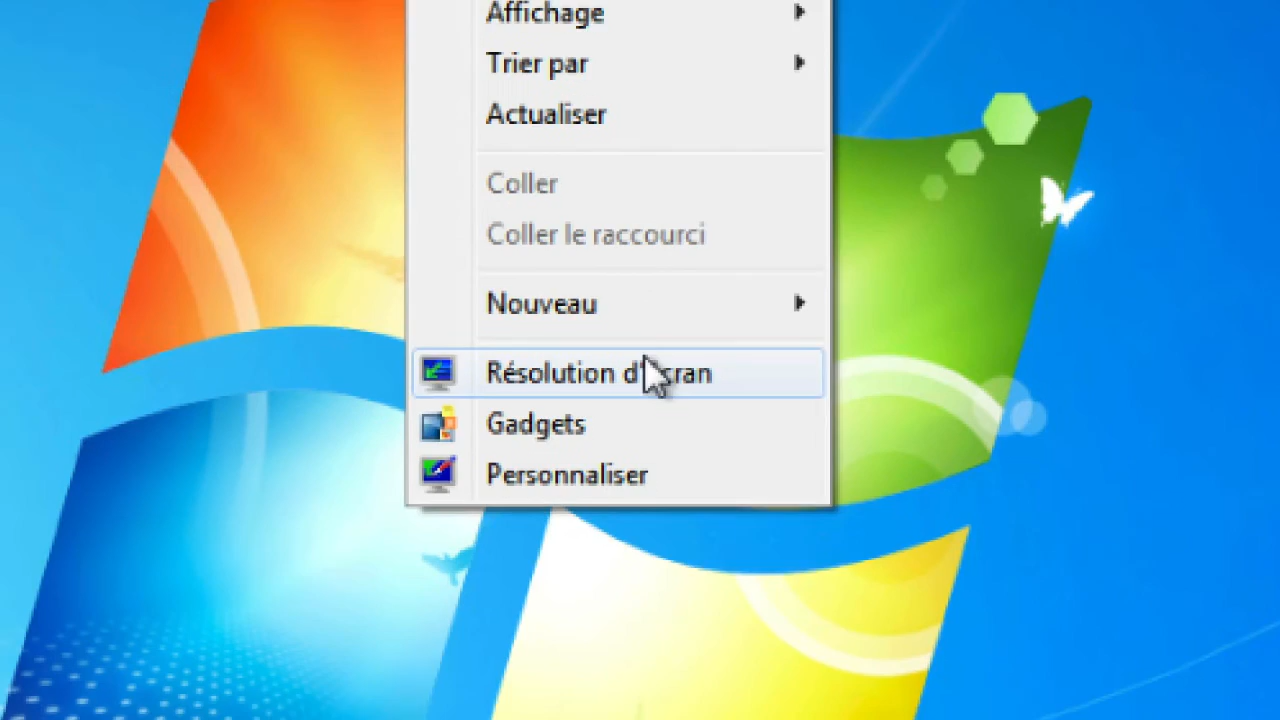 Affichage
Trier par
Actualiser
Coller
Coller le raccourci
Nouveau
Résolution d'écran
Gadgets
Personnaliser